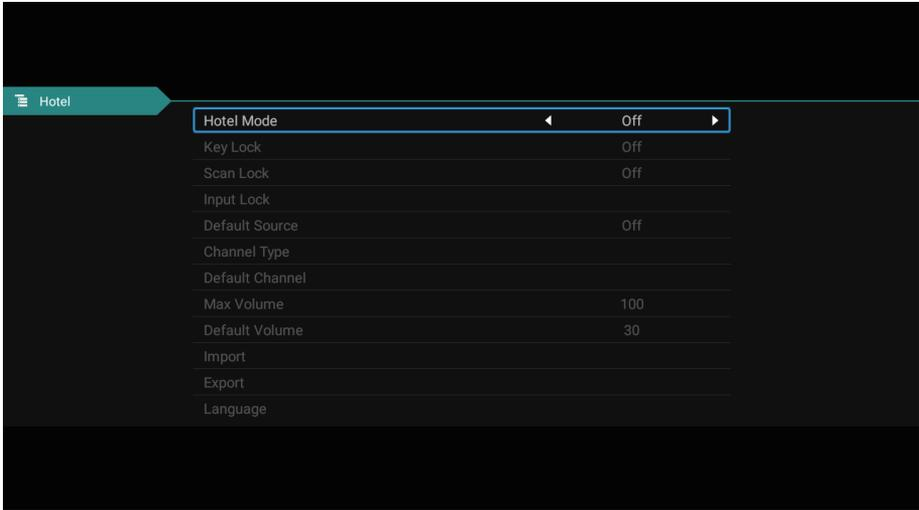 Hotel
Hotel Mode Off
Key Lock Off
Scan Lock Off
Input Lock
Default Source Off
Channel Type
Default Channel
Max Volume 100
Default Volume 30
Import
Export
Language